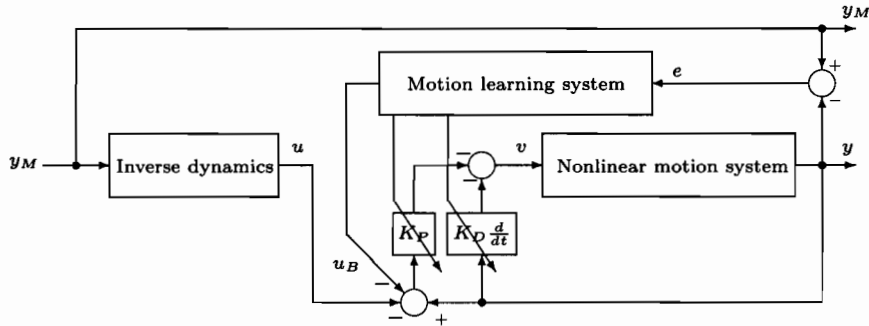 y_M
+
Motion learning system
e
−
y_M
Inverse dynamics
u
−
−
v
Nonlinear motion system
y
K_P
K_D d/dt
u_B
−
−
+